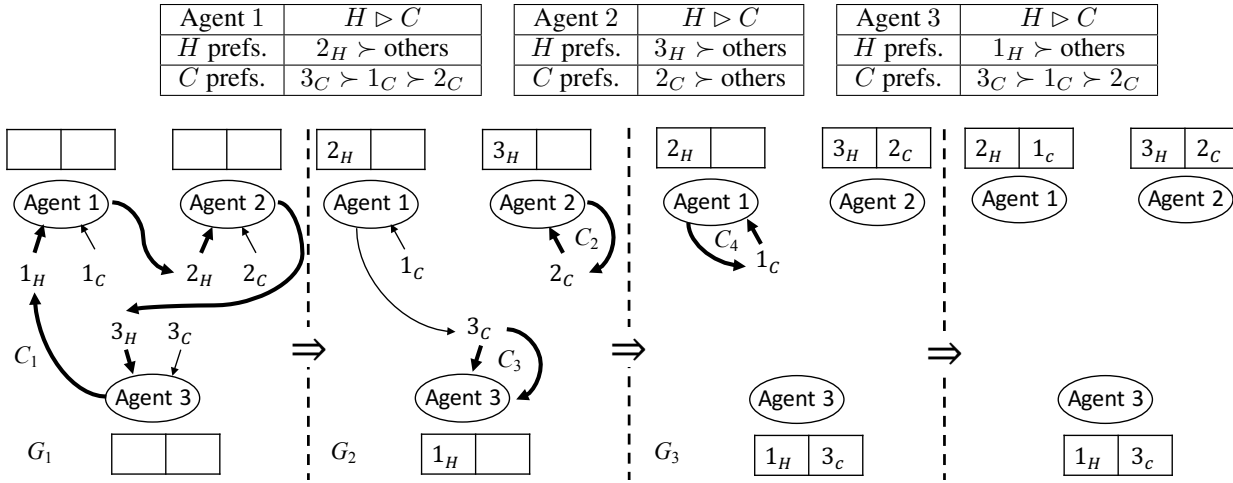 Agent 1 H ▷ C
H prefs. 2_H ≻ others
C prefs. 3_C ≻ 1_C ≻ 2_C
Agent 2 H ▷ C
H prefs. 3_H ≻ others
C prefs. 2_C ≻ others
Agent 3 H ▷ C
H prefs. 1_H ≻ others
C prefs. 3_C ≻ 1_C ≻ 2_C
Agent 1 Agent 2
1_H 1_C 2_H 2_C
3_H 3_C
C_1
Agent 3
G_1
⇒
2_H 3_H
Agent 1 Agent 2
C_2
1_C 2_C
3_C
C_3
Agent 3
G_2 1_H
⇒
2_H 3_H 2_C
Agent 1 Agent 2
C_4
1_C
Agent 3
G_3 1_H 3_c
⇒
2_H 1_c 3_H 2_C
Agent 1 Agent 2
Agent 3
1_H 3_c